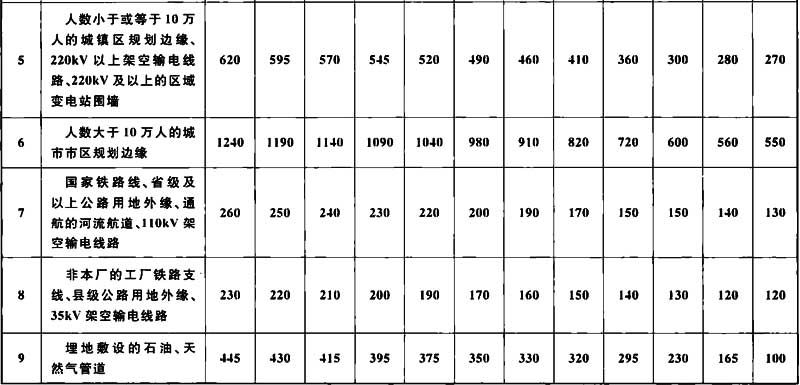 5
人数小于或等于10万
人的城镇区规划边缘、
220kV以上架空输电线
路、220kV及以上的区域
变电站围墙
620 595 570 545 520 490 460 410 360 300 280 270
6
人数大于10万人的城
市市区规划边缘
1240 1190 1140 1090 1040 980 910 820 720 600 560 550
7
国家铁路线、省级及
以上公路用地外缘、通
航的河流航道、110kV架
空输电线路
260 250 240 230 220 200 190 170 150 150 140 130
8
非本厂的工厂铁路支
线、县级公路用地外缘、
35kV架空输电线路
230 220 210 200 190 170 160 150 140 130 120 120
9
埋地敷设的石油、天
然气管道
445 430 415 395 375 350 330 320 295 230 165 100